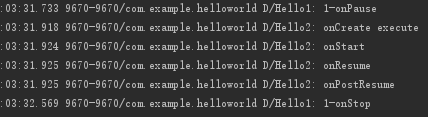 :03:31.733 9670-9670/com.example.helloworld D/Hello1: 1-onPause
:03:31.918 9670-9670/com.example.helloworld D/Hello2: onCreate execute
:03:31.924 9670-9670/com.example.helloworld D/Hello2: onStart
:03:31.925 9670-9670/com.example.helloworld D/Hello2: onResume
:03:31.925 9670-9670/com.example.helloworld D/Hello2: onPostResume
:03:32.569 9670-9670/com.example.helloworld D/Hello1: 1-onStop